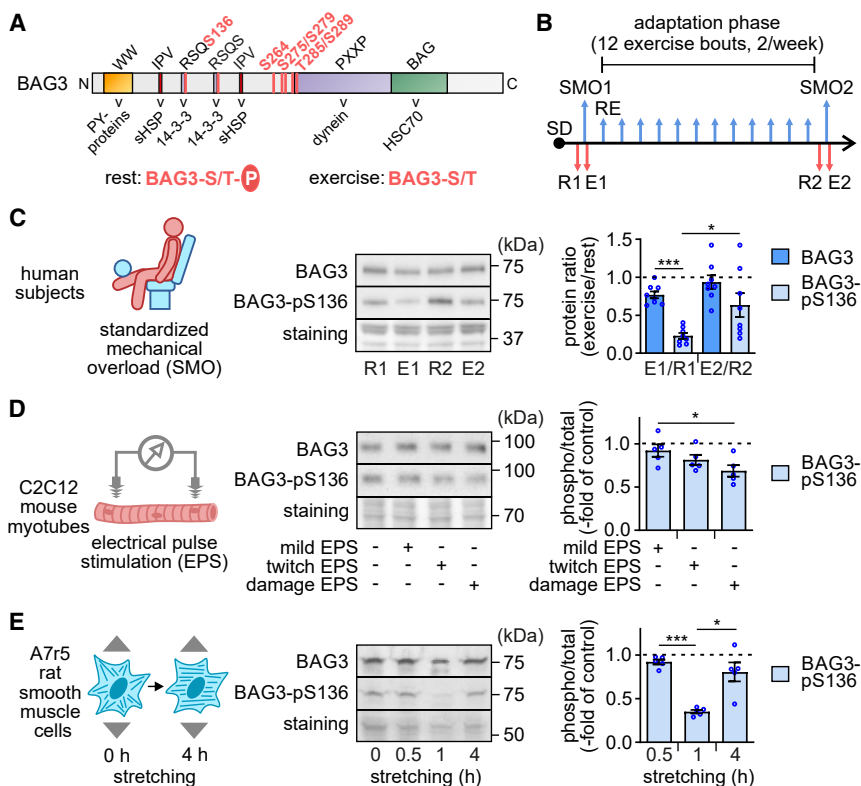 A
WW
IPV
RSQS136
RSQS
IPV
S264
S275/S279
T285/S289
PXXP
BAG
BAG3
N
C
PY-
proteins
sHSP
14-3-3
14-3-3
sHSP
dynein
HSC70
rest: BAG3-S/T-P
exercise: BAG3-S/T
B
adaptation phase
(12 exercise bouts, 2/week)
SMO1
SMO2
RE
SD
R1 E1
R2 E2
C
human
subjects
standardized
mechanical
overload (SMO)
(kDa)
BAG3
75
BAG3-pS136
75
staining
37
R1 E1 R2 E2
protein ratio
(exercise/rest)
1.5
1.0
0.5
0.0
***
*
E1/R1 E2/R2
BAG3
BAG3-
pS136
D
C2C12
mouse
myotubes
electrical pulse
stimulation (EPS)
(kDa)
BAG3
100
BAG3-pS136
100
staining
70
mild EPS - + - -
twitch EPS - - + -
damage EPS - - - +
phospho/total
(-fold of control)
1.0
0.5
0.0
*
mild EPS + - -
twitch EPS - + -
damage EPS - - +
BAG3-
pS136
E
A7r5
rat
smooth
muscle
cells
0 h
4 h
stretching
(kDa)
BAG3
75
BAG3-pS136
75
staining
50
0 0.5 1 4
stretching (h)
phospho/total
(-fold of control)
1.0
0.5
0.0
***
*
0.5 1 4
stretching (h)
BAG3-
pS136